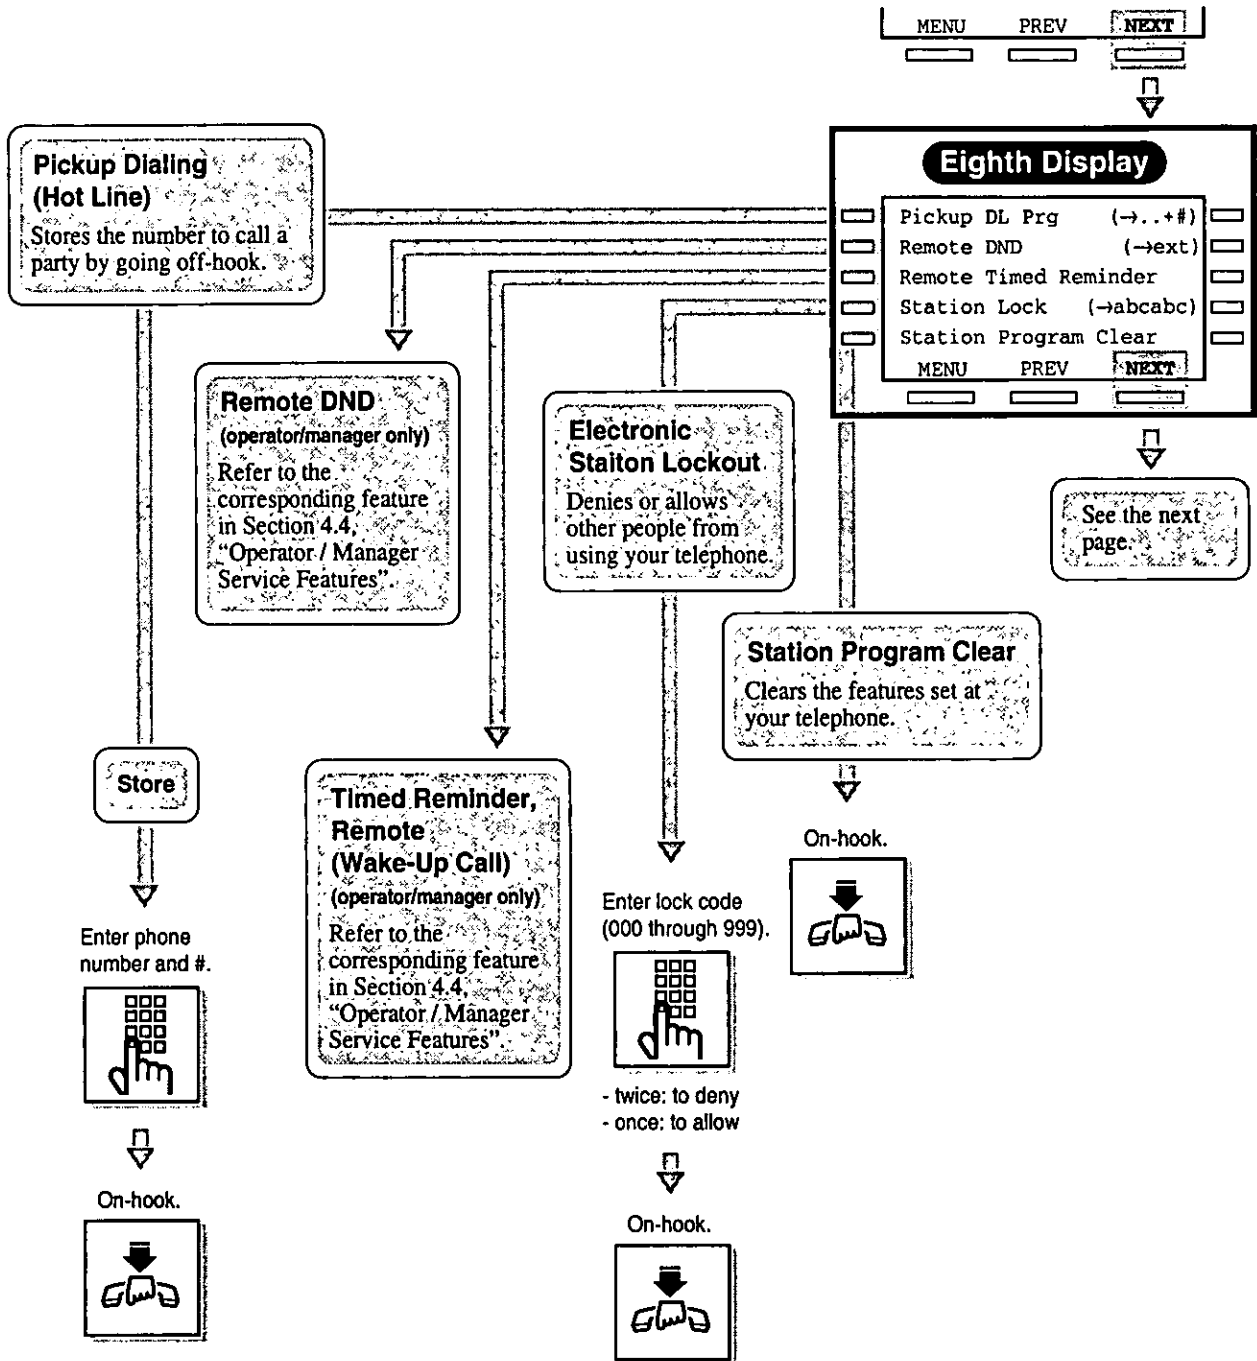 MENU PREV NEXT
Eighth Display
Pickup DL Prg (→..+#)
Remote DND (→ext)
Remote Timed Reminder
Station Lock (→abcabc)
Station Program Clear
MENU PREV NEXT
See the next
page.
Pickup Dialing
(Hot Line)
Stores the number to call a
party by going off-hook.
Store
Enter phone
number and #.
On-hook.
Remote DND
(operator/manager only)
Refer to the
corresponding feature
in Section 4.4,
“Operator / Manager
Service Features”.
Timed Reminder,
Remote
(Wake-Up Call)
(operator/manager only)
Refer to the
corresponding feature
in Section 4.4,
“Operator / Manager
Service Features”.
Electronic
Staiton Lockout
Denies or allows
other people from
using your telephone.
Enter lock code
(000 through 999).
- twice: to deny
- once: to allow
On-hook.
Station Program Clear
Clears the features set at
your telephone.
On-hook.